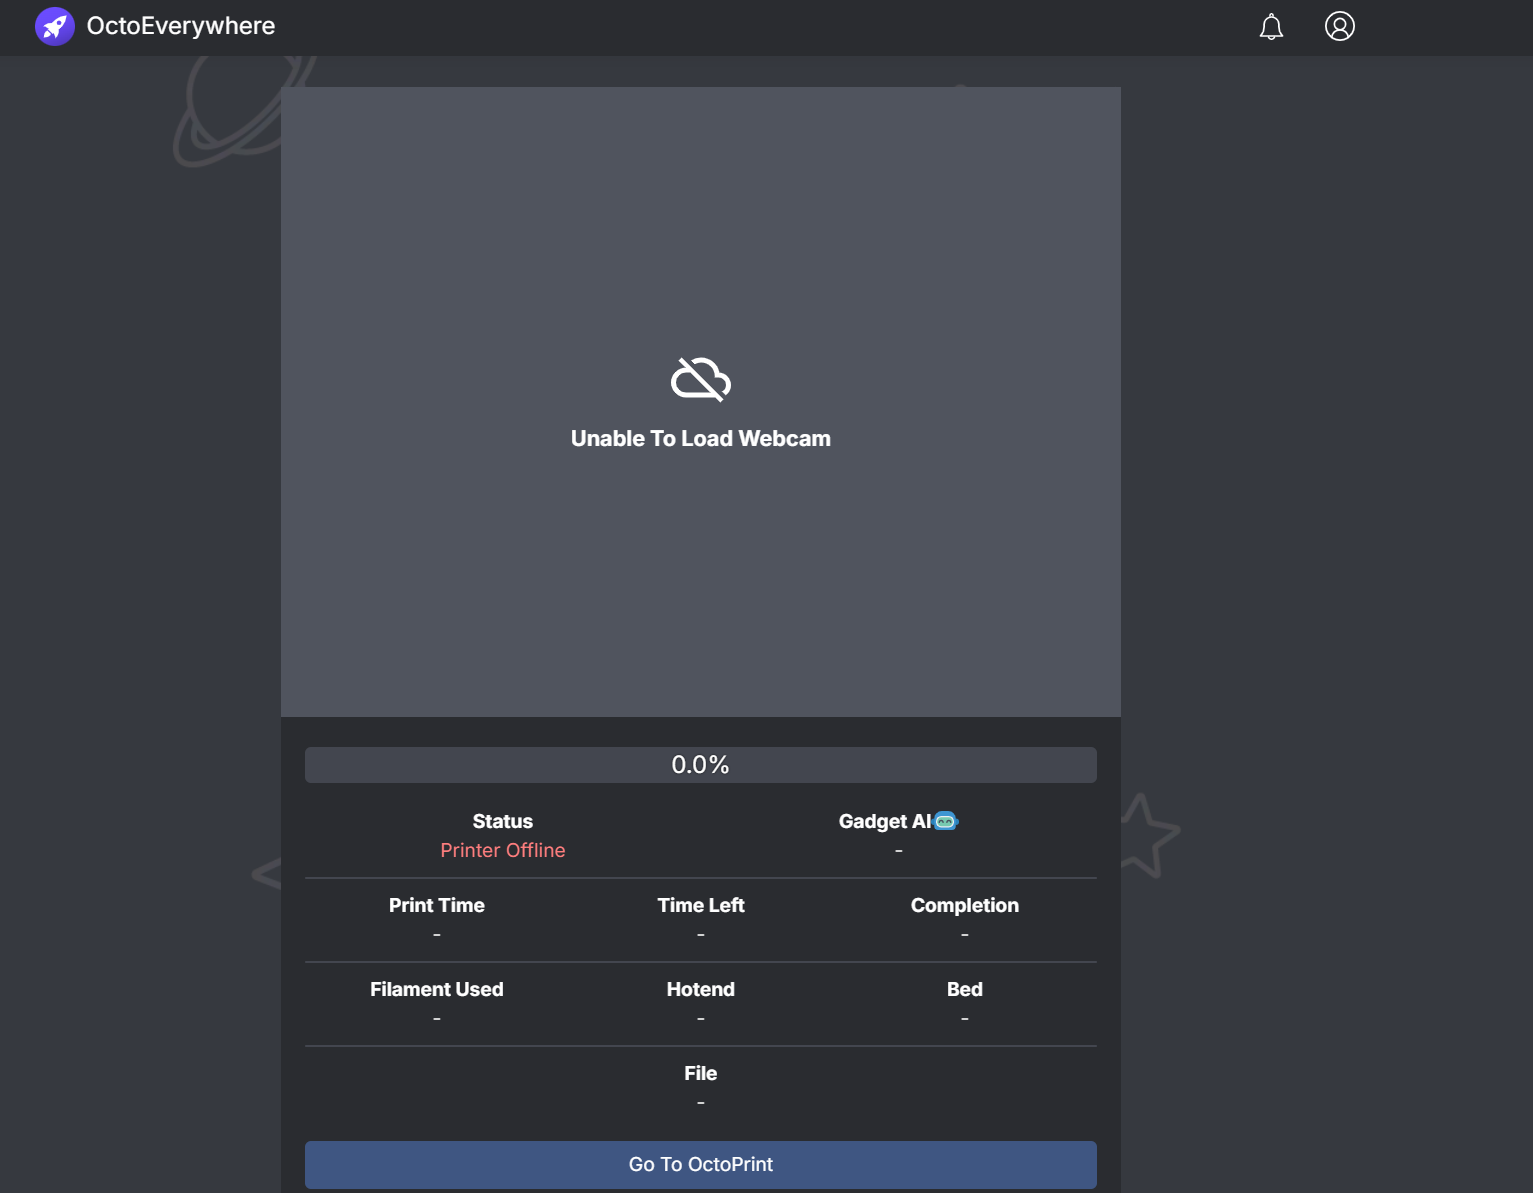 OctoEverywhere
Unable To Load Webcam
0.0%
Status
Gadget AI
Printer Offline
-
Print Time
Time Left
Completion
-
-
-
Filament Used
Hotend
Bed
-
-
-
File
-
Go To OctoPrint